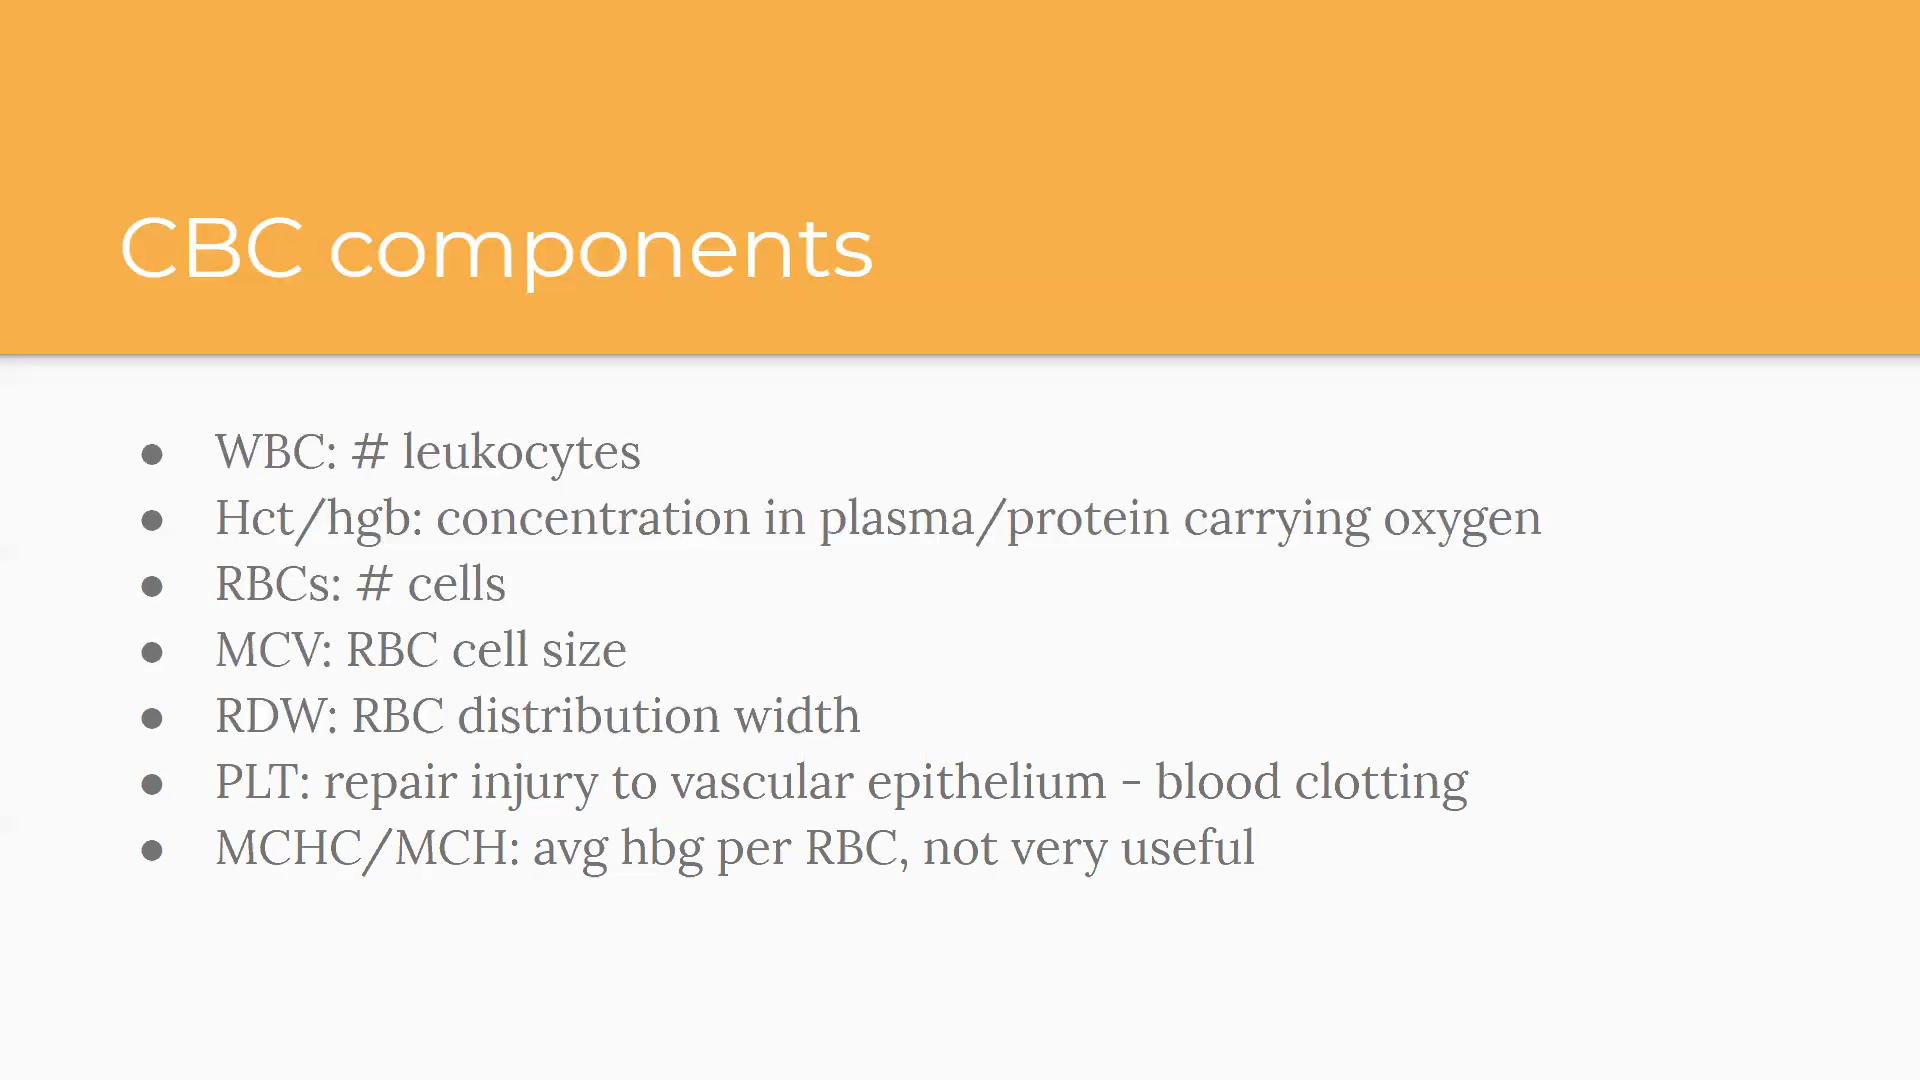 CBC components
● WBC: # leukocytes
● Hct/hgb: concentration in plasma/protein carrying oxygen
● RBCs: # cells
● MCV: RBC cell size
● RDW: RBC distribution width
● PLT: repair injury to vascular epithelium - blood clotting
● MCHC/MCH: avg hbg per RBC, not very useful